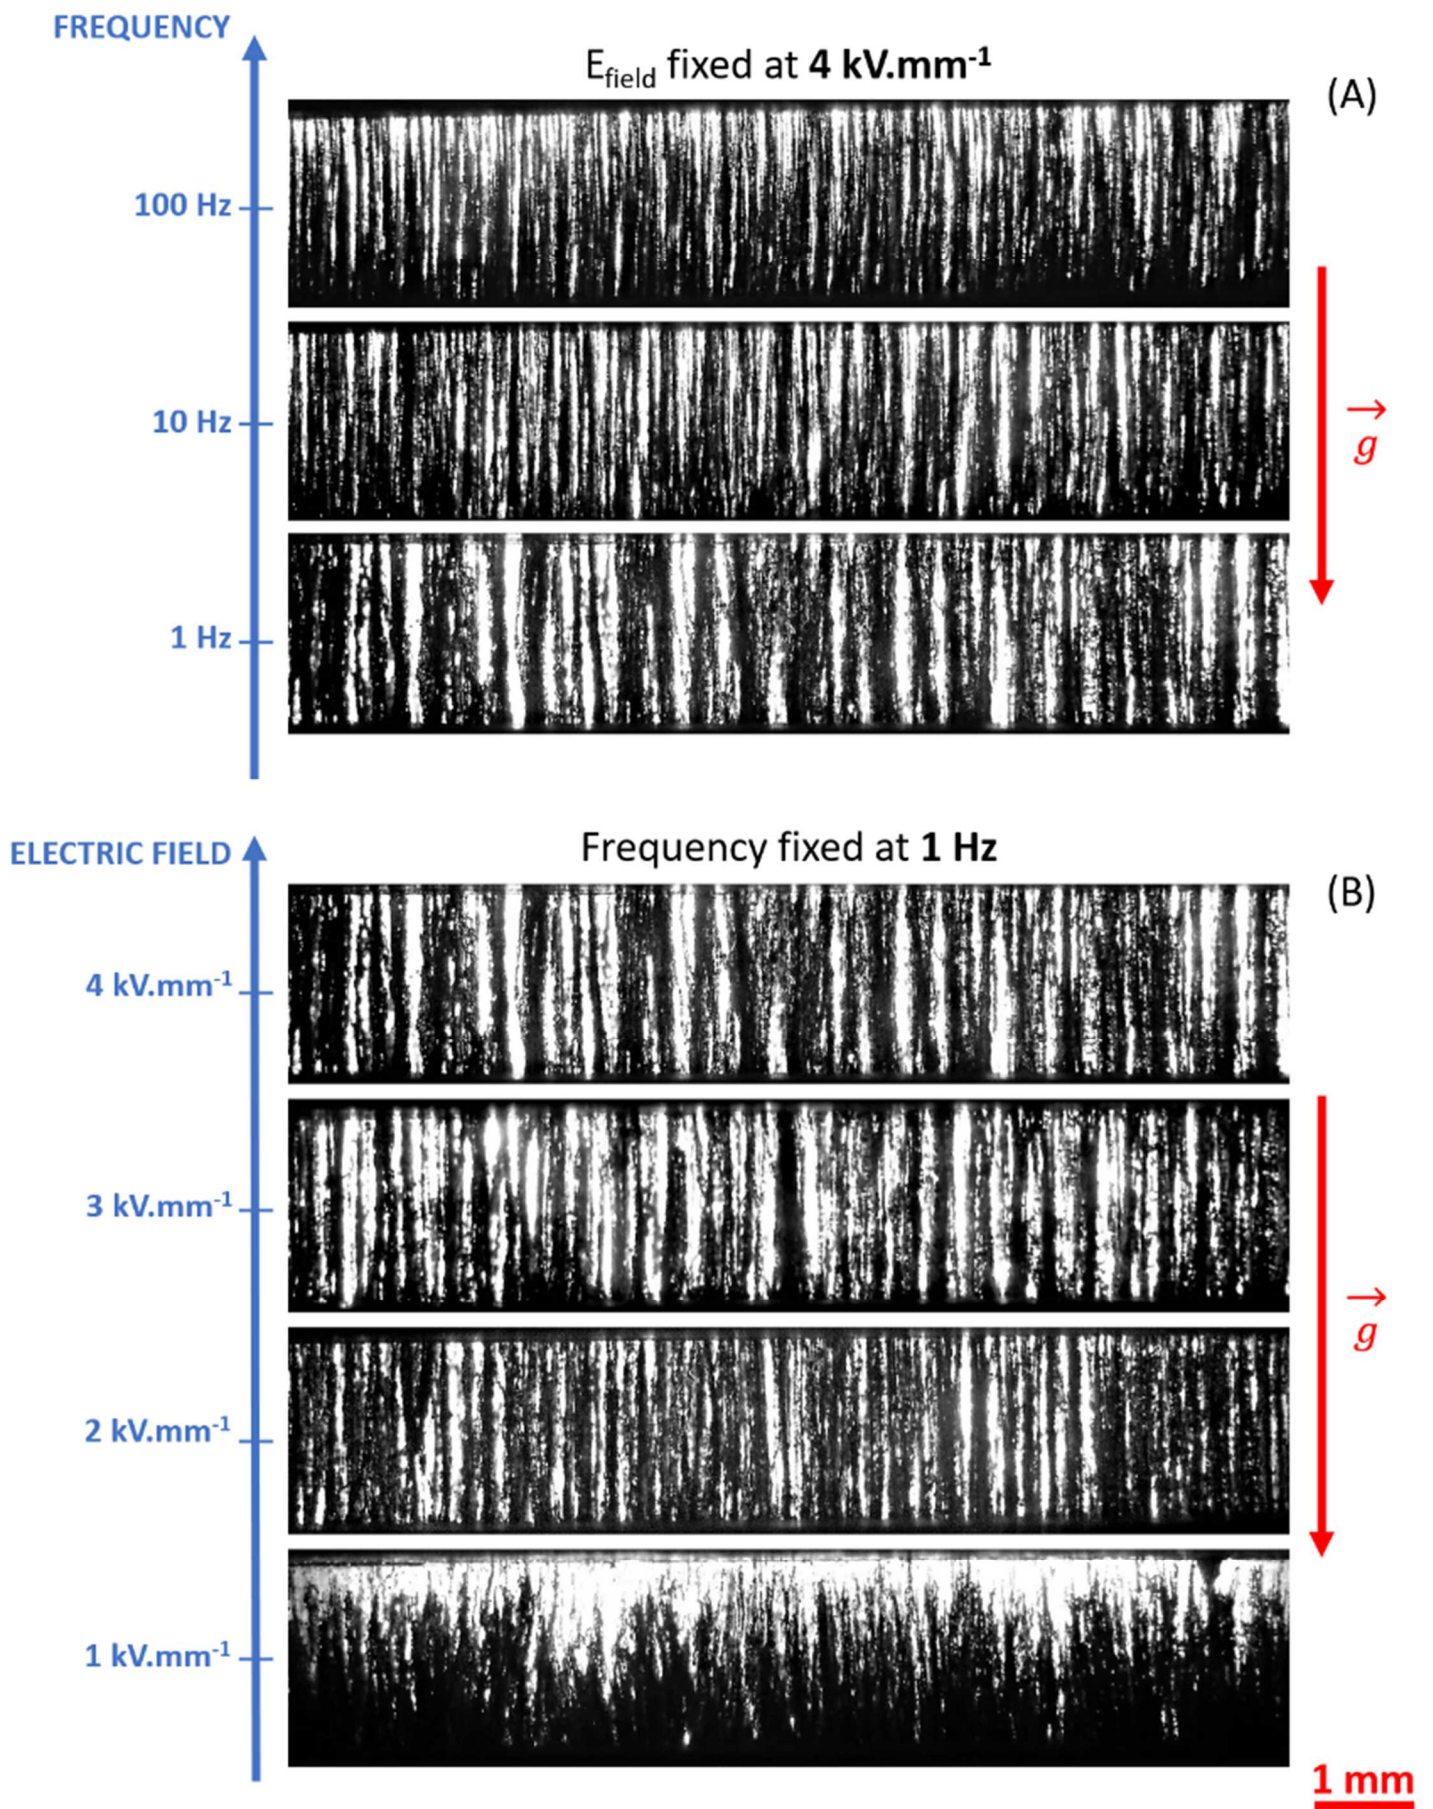 FREQUENCY
Efield fixed at 4 kV.mm-1
(A)
100 Hz
10 Hz
g
1 Hz
ELECTRIC FIELD
Frequency fixed at 1 Hz
(B)
4 kV.mm-1
3 kV.mm-1
g
2 kV.mm-1
1 kV.mm-1
1 mm